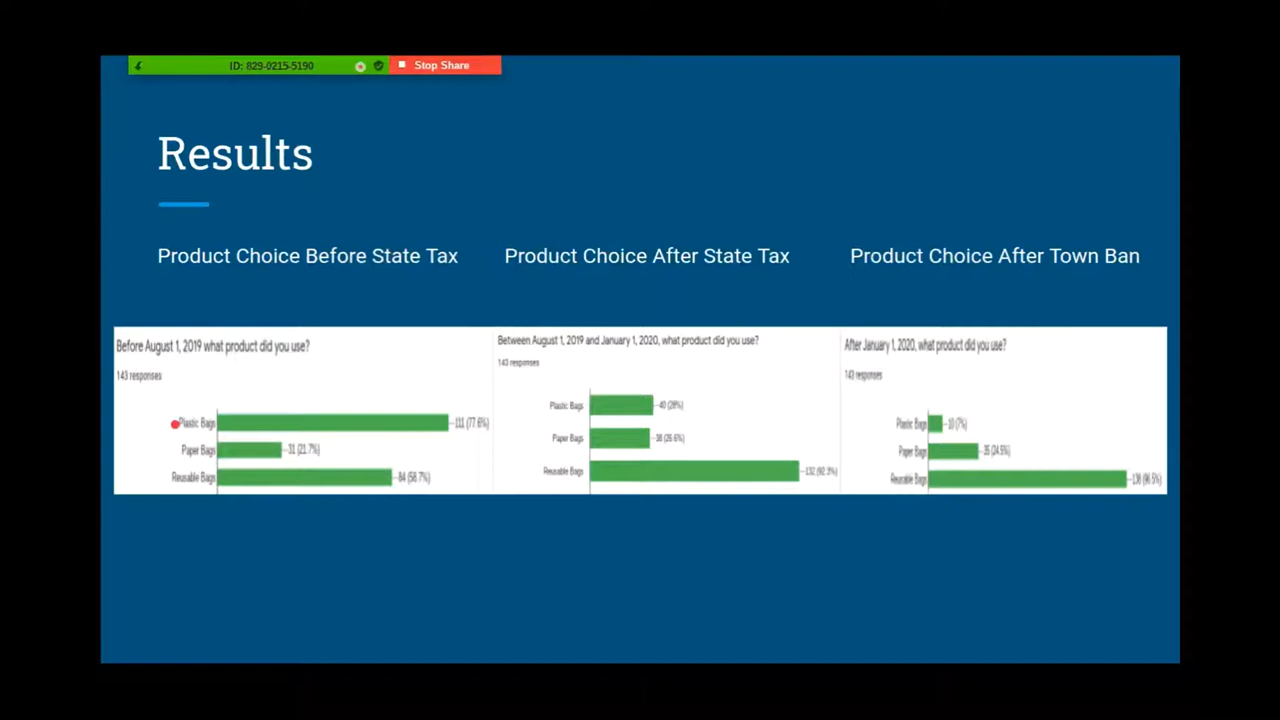 ID: 829-0215-5190
Stop Share
Results
Product Choice Before State Tax
Product Choice After State Tax
Product Choice After Town Ban
Before August 1, 2019 what product did you use?
143 responses
Plastic Bags
111 (77.6%)
Paper Bags
31 (21.7%)
Reusable Bags
84 (58.7%)
Between August 1, 2019 and January 1, 2020, what product did you use?
143 responses
Plastic Bags
40 (28%)
Paper Bags
38 (26.6%)
Reusable Bags
132 (92.3%)
After January 1, 2020, what product did you use?
143 responses
Plastic Bags
10 (7%)
Paper Bags
35 (24.5%)
Reusable Bags
138 (96.5%)